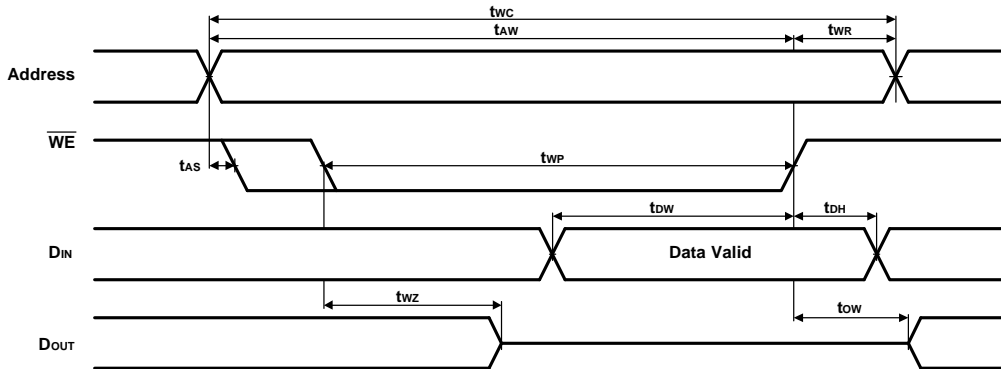 tWC
tAW
tWR
Address
WE
tAS
tWP
tDW
tDH
DIN
Data Valid
tWZ
tOW
DOUT